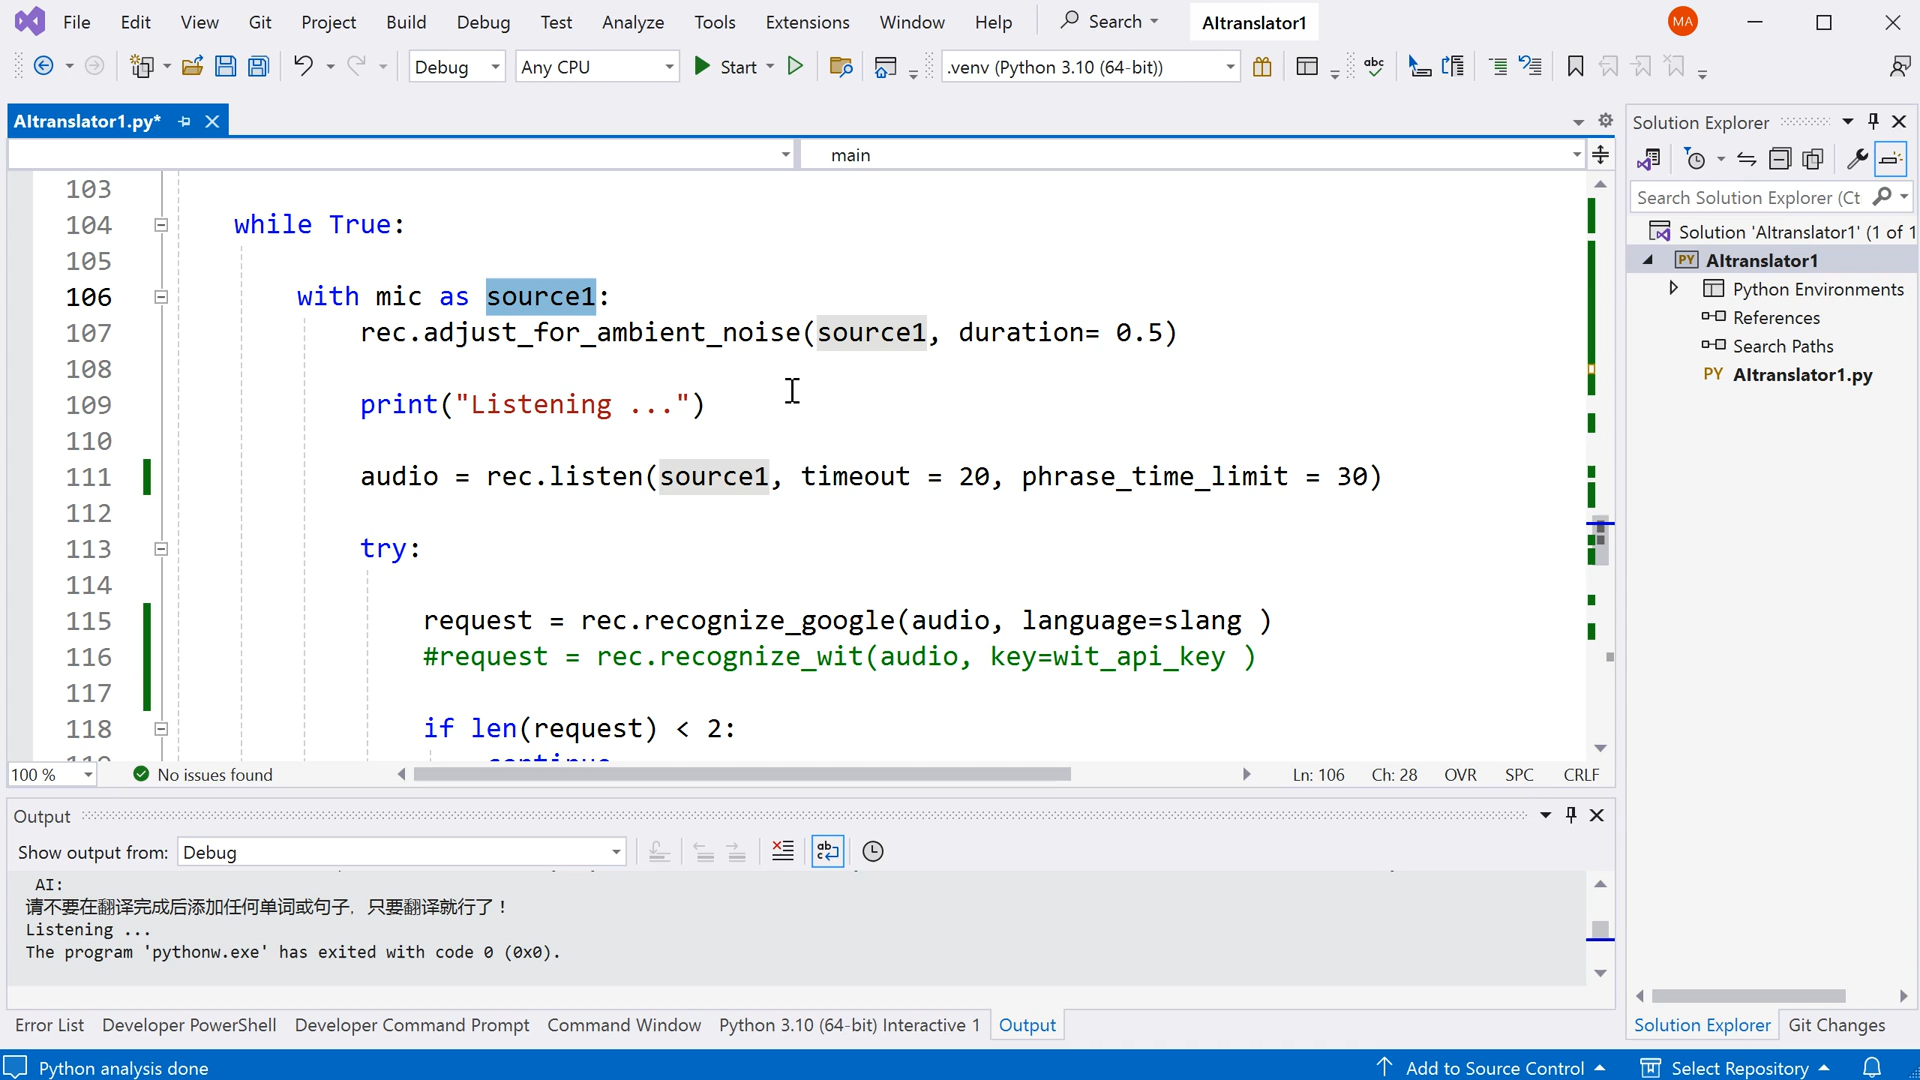 File Edit View Git Project Build Debug Test Analyze Tools Extensions Window Help Search AItranslator1 MA
Debug Any CPU Start .venv (Python 3.10 (64-bit)) abc
AItranslator1.py*
main
103
104 while True:
105
106 with mic as source1:
107 rec.adjust_for_ambient_noise(source1, duration= 0.5)
108
109 print("Listening ...")
110
111 audio = rec.listen(source1, timeout = 20, phrase_time_limit = 30)
112
113 try:
114
115 request = rec.recognize_google(audio, language=slang )
116 #request = rec.recognize_wit(audio, key=wit_api_key )
117
118 if len(request) < 2:
119 continue
100 % No issues found Ln: 106 Ch: 28 OVR SPC CRLF
Output
Show output from: Debug
AI:
请不要在翻译完成后添加任何单词或句子，只要翻译就行了！
Listening ...
The program 'pythonw.exe' has exited with code 0 (0x0).
Error List Developer PowerShell Developer Command Prompt Command Window Python 3.10 (64-bit) Interactive 1 Output
Solution Explorer
Search Solution Explorer (Ct
Solution 'AItranslator1' (1 of 1
PY AItranslator1
Python Environments
References
Search Paths
PY AItranslator1.py
Solution Explorer Git Changes
Python analysis done Add to Source Control Select Repository